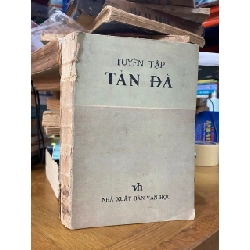 TUYỂN TẬP
TẢN ĐÀ
vh
NHÀ XUẤT BẢN VĂN HỌC